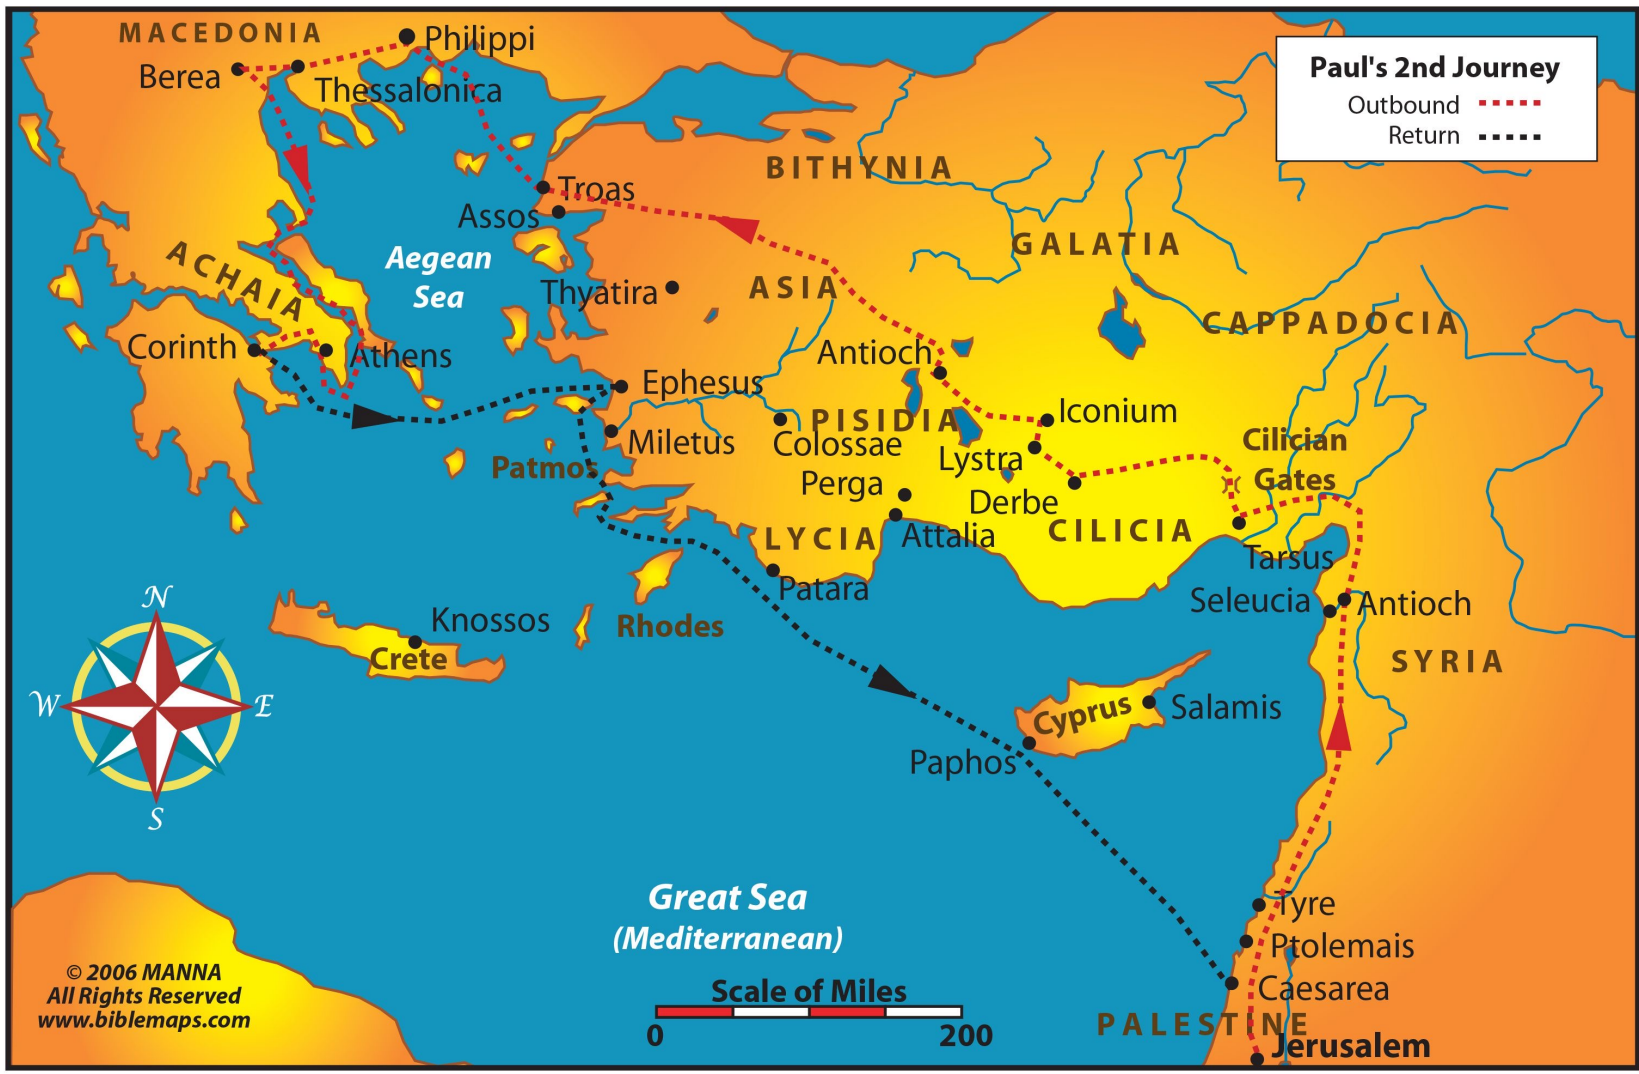 MACEDONIA
Philippi
Berea
Thessalonica
Paul's 2nd Journey
Outbound
Return
BITHYNIA
Troas
Assos
GALATIA
Aegean
Sea
ACHAIA
ASIA
Thyatira
CAPPADOCIA
Corinth
Athens
Antioch
Ephesus
PISIDIA
Iconium
Miletus
Colossae
Lystra
Cilician
Gates
Patmos
Perga
Derbe
LYCIA
Attalia
CILICIA
Tarsus
Patara
Seleucia
Antioch
Knossos
Rhodes
Crete
SYRIA
N
W
E
S
Cyprus
Salamis
Paphos
Great Sea
(Mediterranean)
Tyre
Ptolemais
Caesarea
PALESTINE
Jerusalem
© 2006 MANNA
All Rights Reserved
www.biblemaps.com
Scale of Miles
0 200